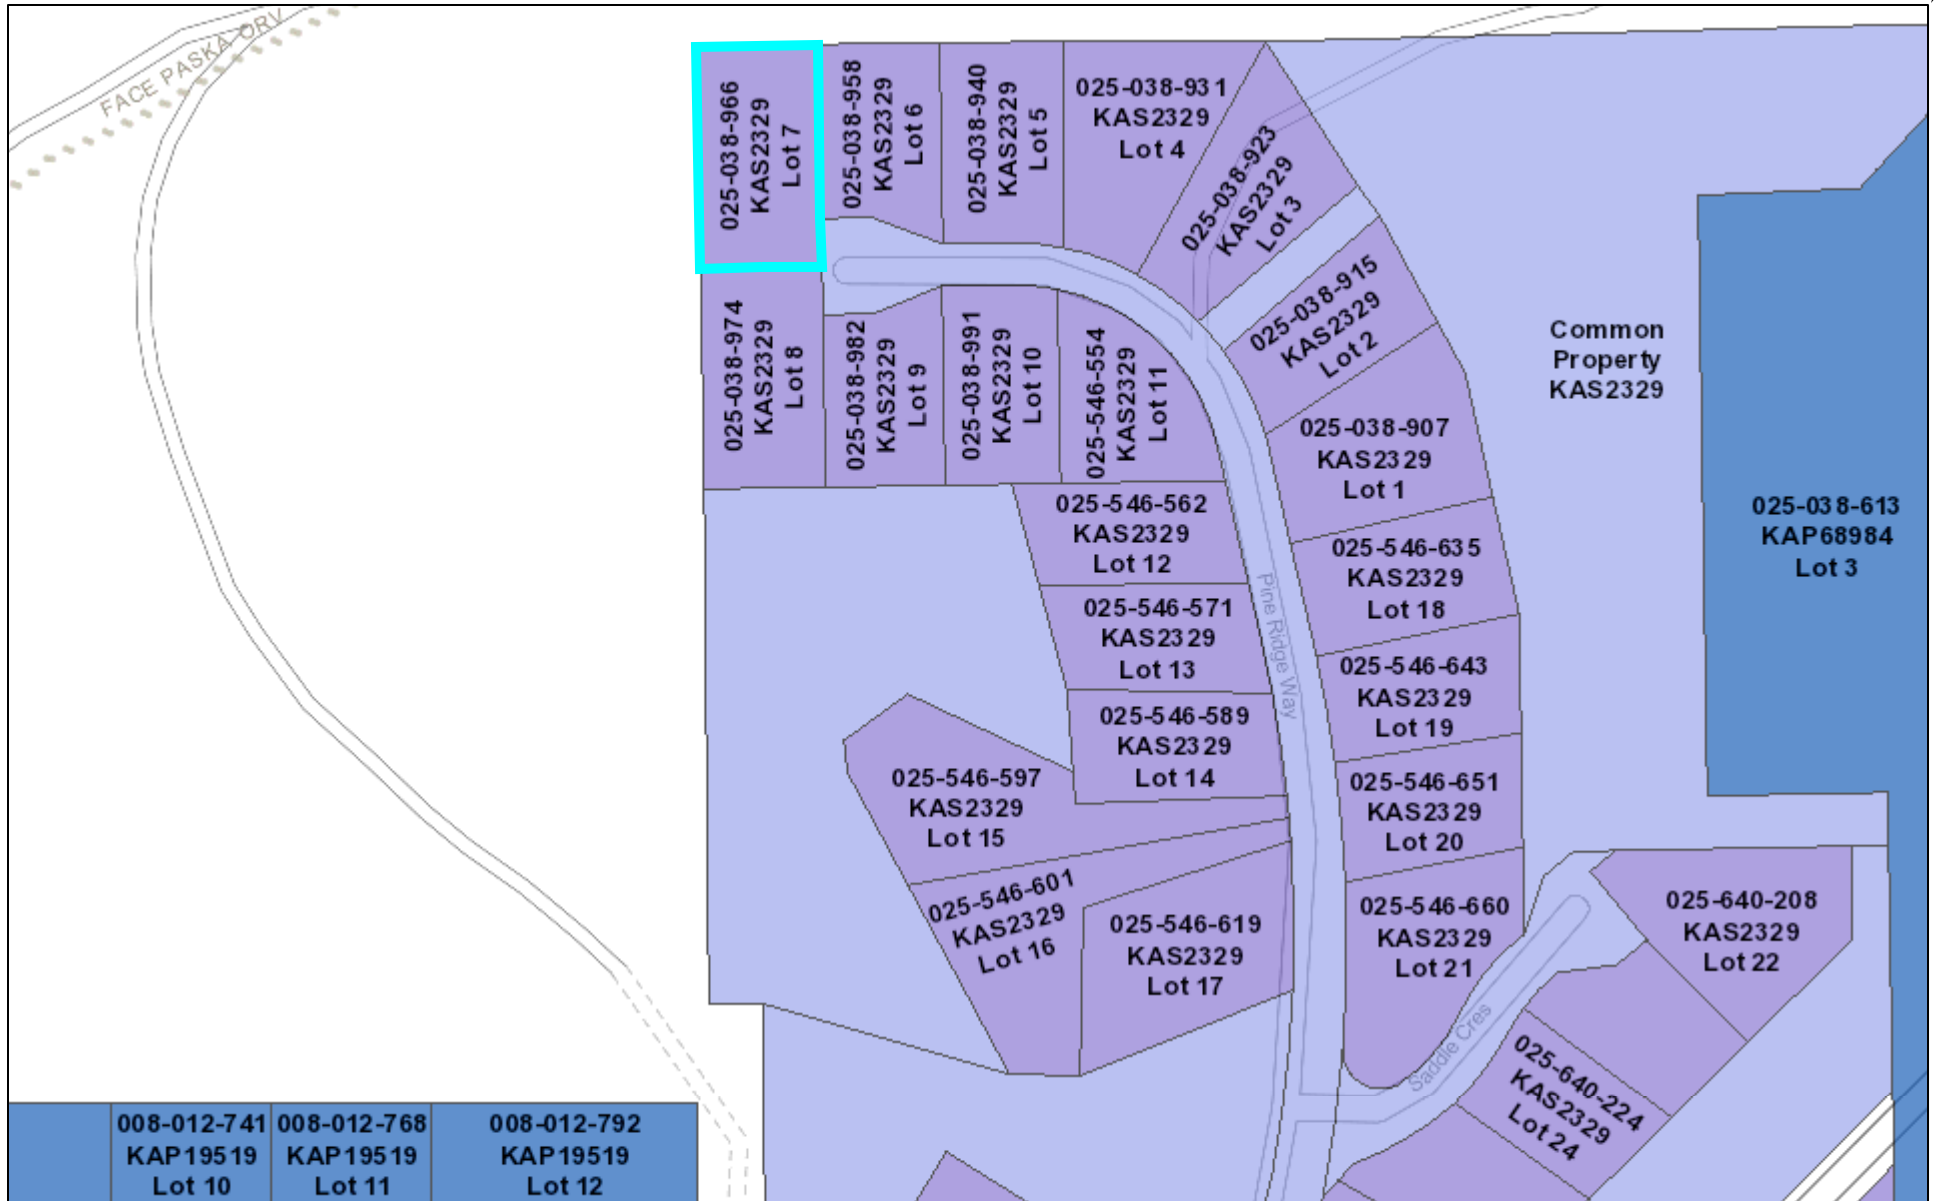 FACE PASKA ORV
025-038-966
KAS2329
Lot 7
025-038-958
KAS2329
Lot 6
025-038-940
KAS2329
Lot 5
025-038-931
KAS2329
Lot 4
025-038-923
KAS2329
Lot 3
025-038-915
KAS2329
Lot 2
025-038-974
KAS2329
Lot 8
025-038-982
KAS2329
Lot 9
025-038-991
KAS2329
Lot 10
025-546-554
KAS2329
Lot 11
025-038-907
KAS2329
Lot 1
Common
Property
KAS2329
025-038-613
KAP68984
Lot 3
025-546-562
KAS2329
Lot 12
025-546-635
KAS2329
Lot 18
025-546-571
KAS2329
Lot 13
Pine Ridge Way
025-546-643
KAS2329
Lot 19
025-546-589
KAS2329
Lot 14
025-546-597
KAS2329
Lot 15
025-546-651
KAS2329
Lot 20
025-546-601
KAS2329
Lot 16
025-546-619
KAS2329
Lot 17
025-546-660
KAS2329
Lot 21
025-640-208
KAS2329
Lot 22
Saddle Cres
025-640-224
KAS2329
Lot 24
008-012-741
KAP19519
Lot 10
008-012-768
KAP19519
Lot 11
008-012-792
KAP19519
Lot 12